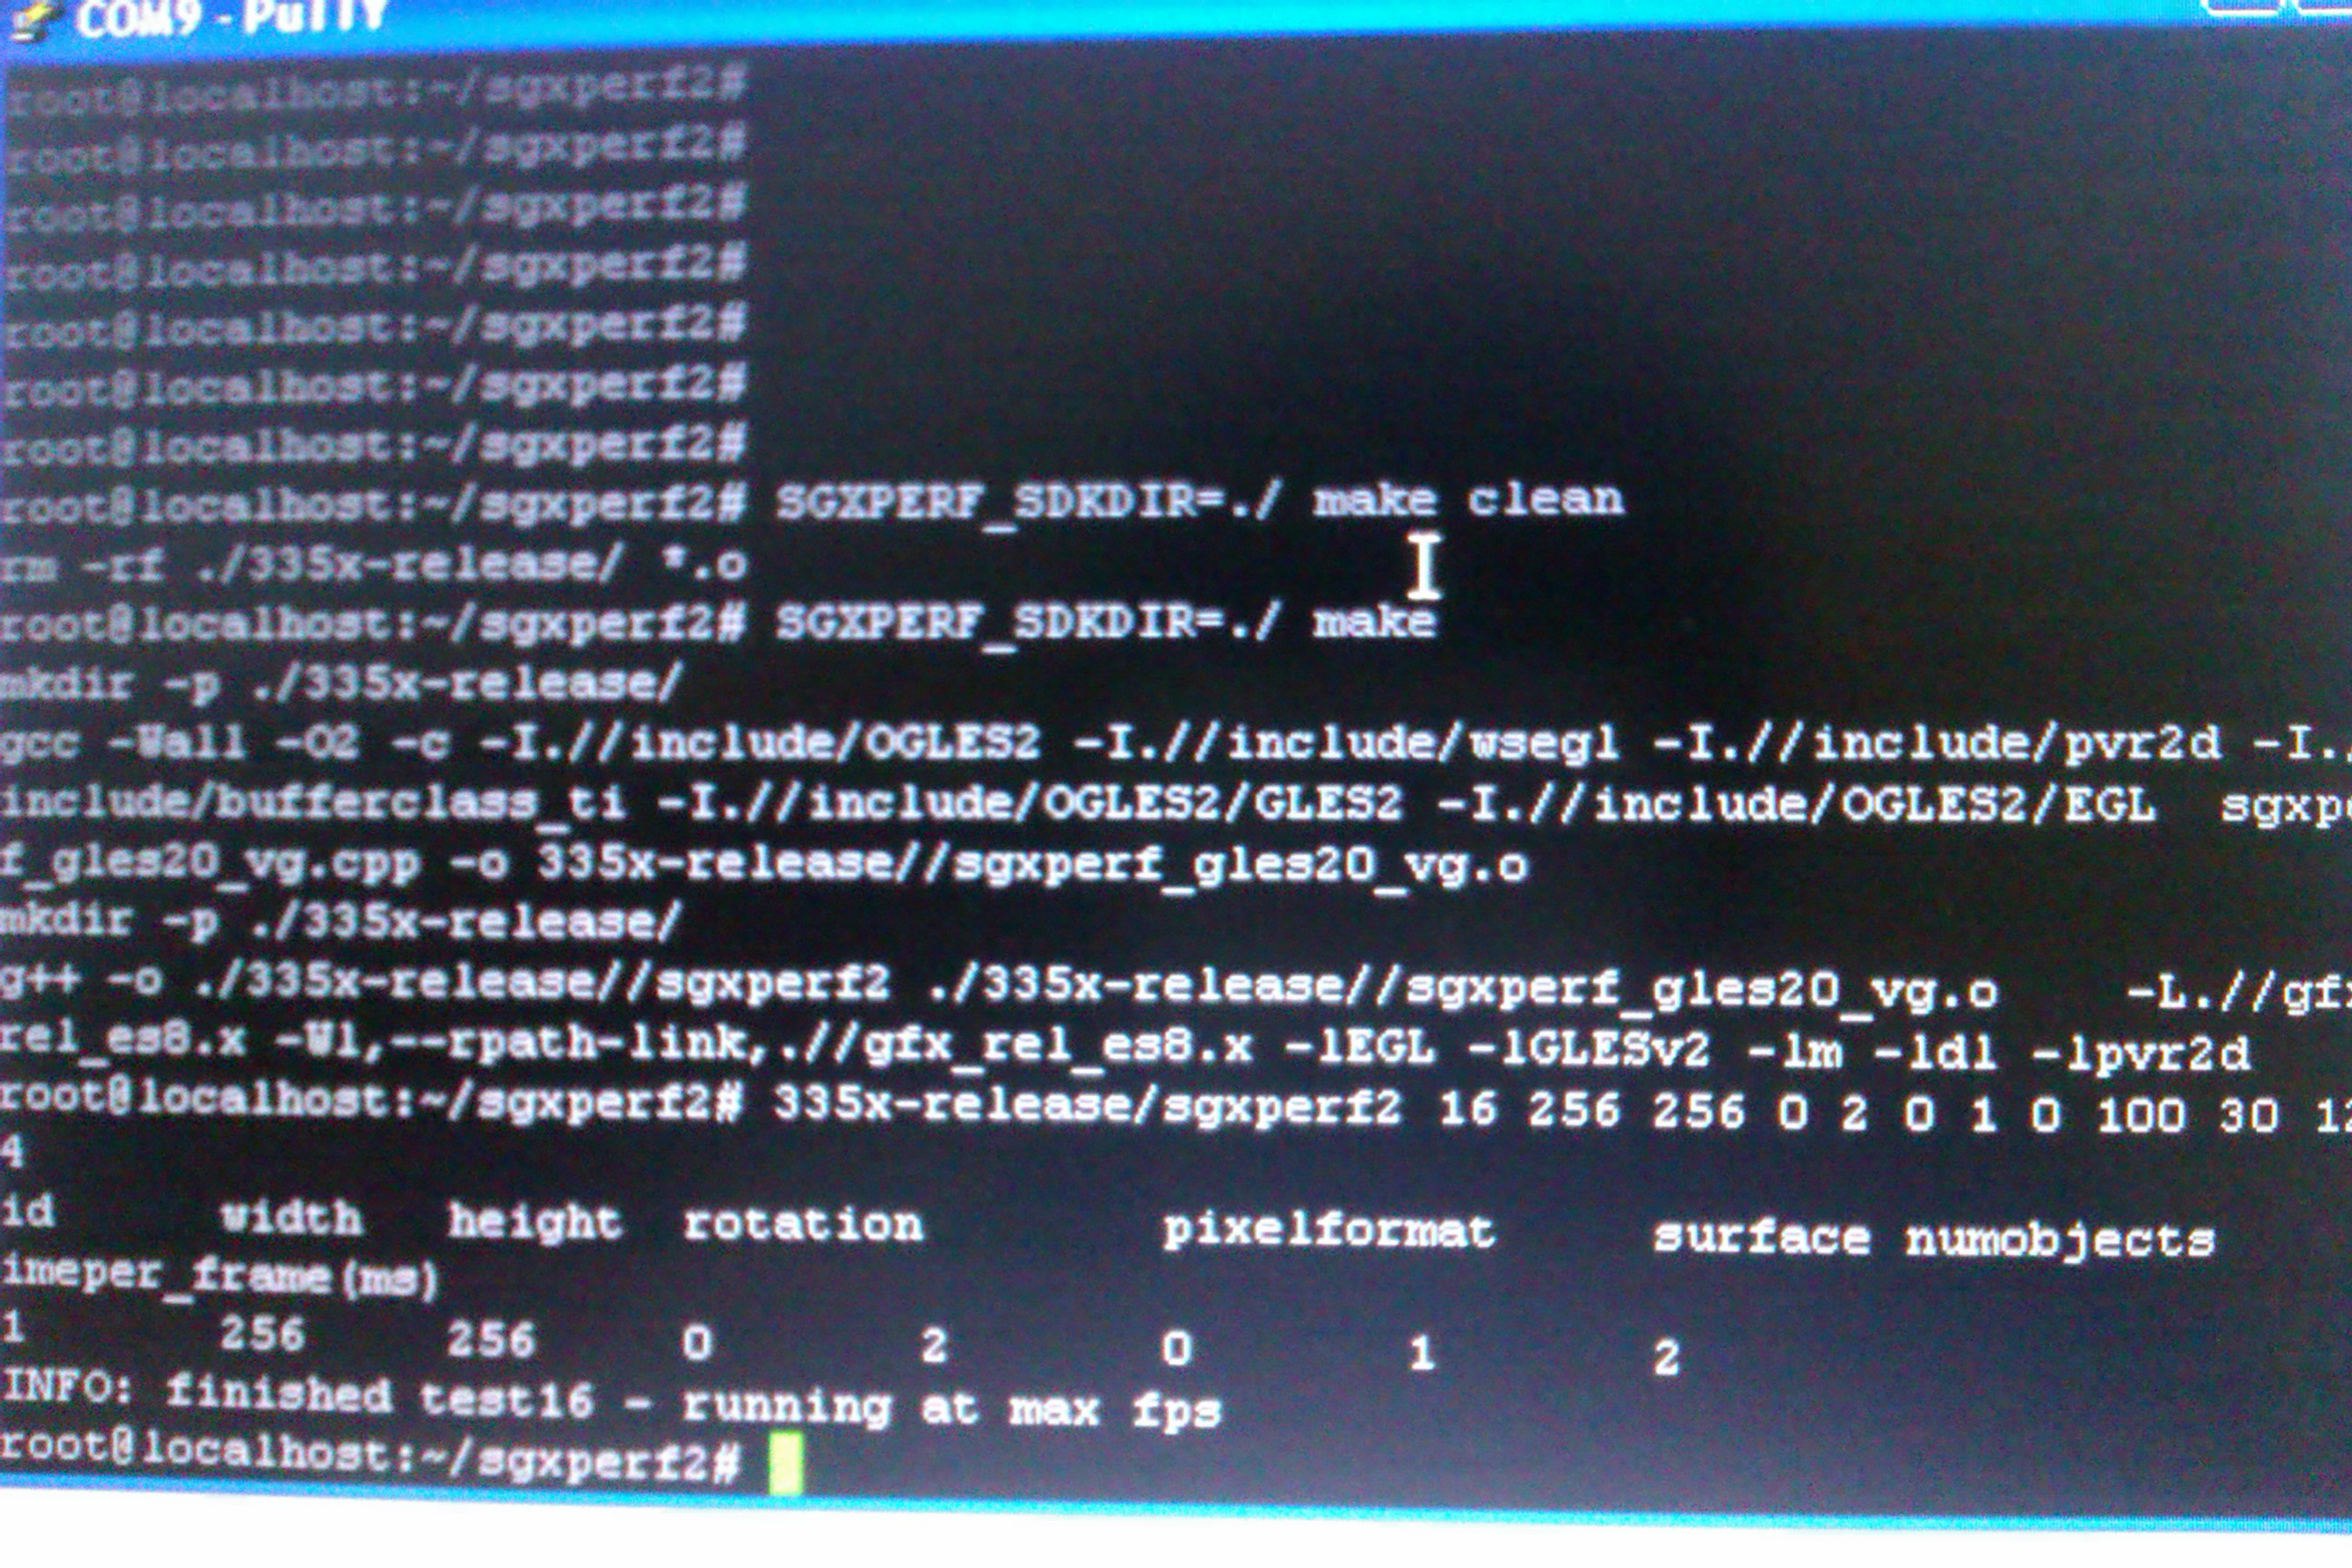 COM9 - PuTTY
root@localhost:~/sgxperf2#
root@localhost:~/sgxperf2#
root@localhost:~/sgxperf2#
root@localhost:~/sgxperf2#
root@localhost:~/sgxperf2#
root@localhost:~/sgxperf2#
root@localhost:~/sgxperf2#
root@localhost:~/sgxperf2# SGXPERF_SDKDIR=./ make clean
rm -rf ./335x-release/ *.o
root@localhost:~/sgxperf2# SGXPERF_SDKDIR=./ make
mkdir -p ./335x-release/
gcc -Wall -O2 -c -I.//include/OGLES2 -I.//include/wsegl -I.//include/pvr2d -I.
include/bufferclass_ti -I.//include/OGLES2/GLES2 -I.//include/OGLES2/EGL sgxp
f_gles20_vg.cpp -o 335x-release//sgxperf_gles20_vg.o
mkdir -p ./335x-release/
g++ -o ./335x-release//sgxperf2 ./335x-release//sgxperf_gles20_vg.o -L.//gf
rel_es8.x -Wl,--rpath-link,.//gfx_rel_es8.x -lEGL -lGLESv2 -lm -ldl -lpvr2d
root@localhost:~/sgxperf2# 335x-release/sgxperf2 16 256 256 0 2 0 1 0 100 30 12
4
id width height rotation pixelformat surface numobjects
imeper_frame(ms)
1 256 256 0 2 0 1 2
INFO: finished test16 - running at max fps
root@localhost:~/sgxperf2#